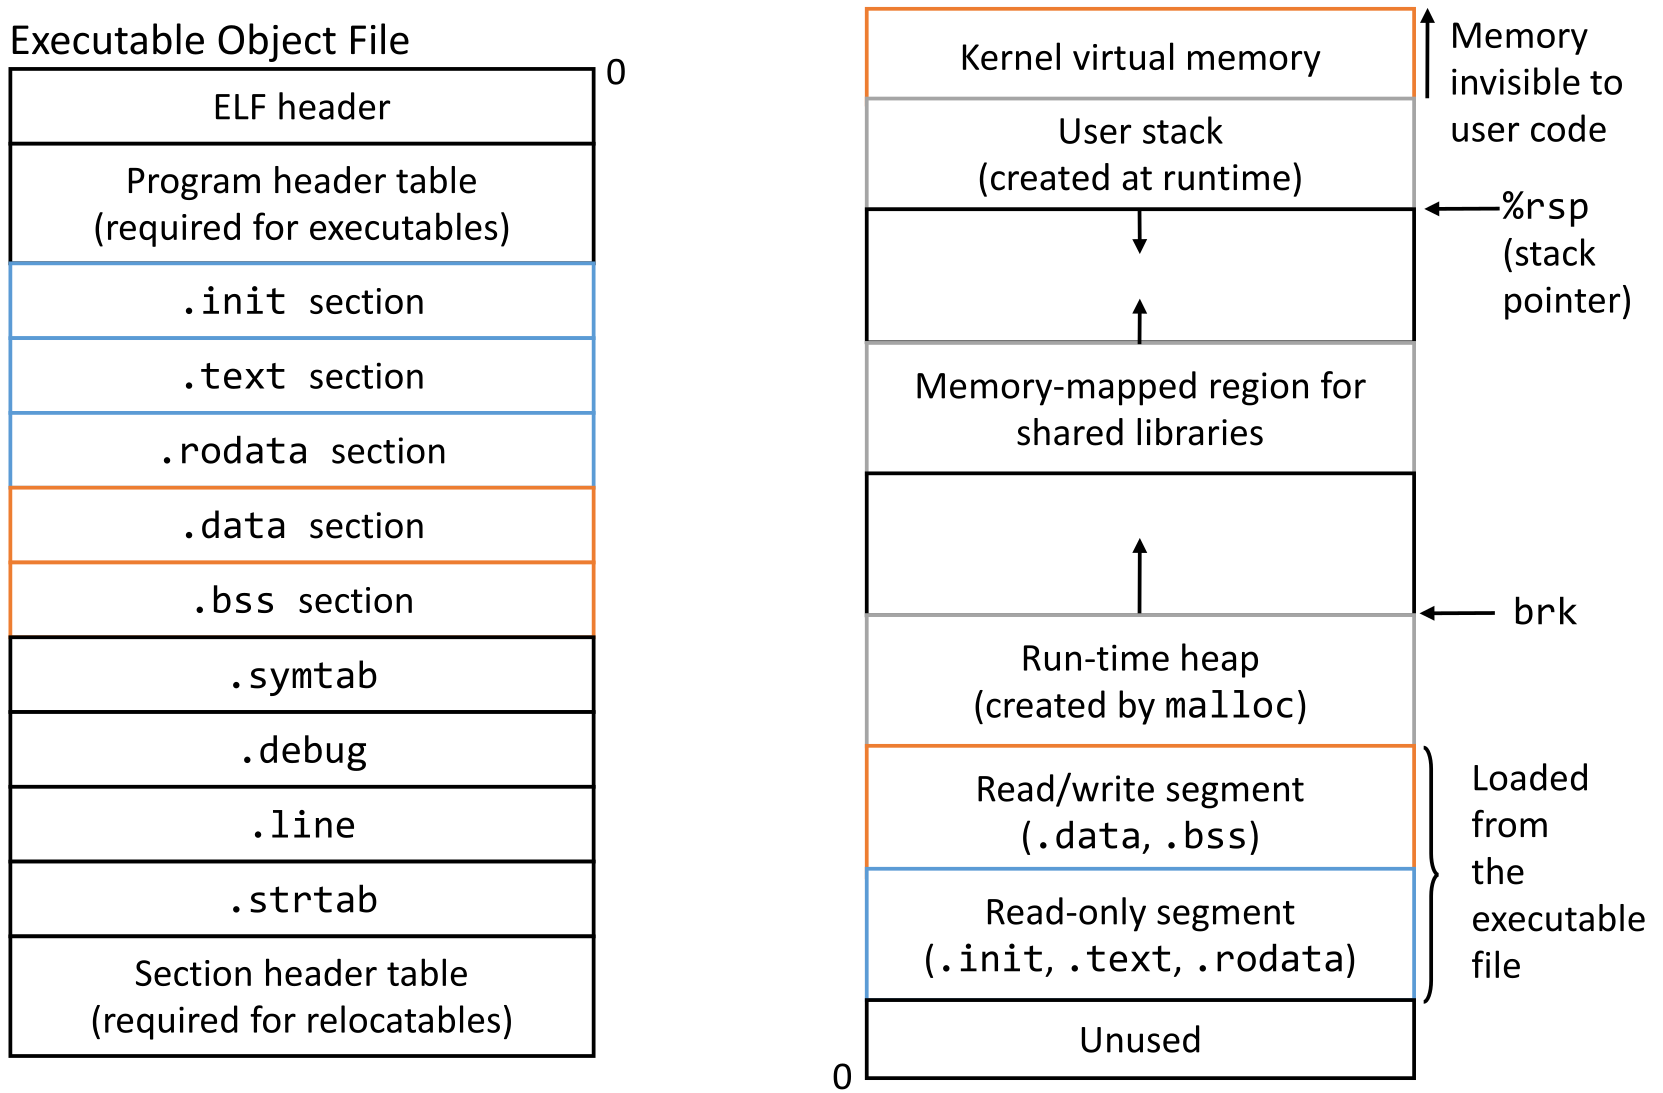 Executable Object File
0
ELF header
Program header table
(required for executables)
.init section
.text section
.rodata section
.data section
.bss section
.symtab
.debug
.line
.strtab
Section header table
(required for relocatables)
Kernel virtual memory
Memory
invisible to
user code
User stack
(created at runtime)
%rsp
(stack
pointer)
Memory-mapped region for
shared libraries
brk
Run-time heap
(created by malloc)
Read/write segment
(.data, .bss)
Read-only segment
(.init, .text, .rodata)
Loaded
from
the
executable
file
Unused
0